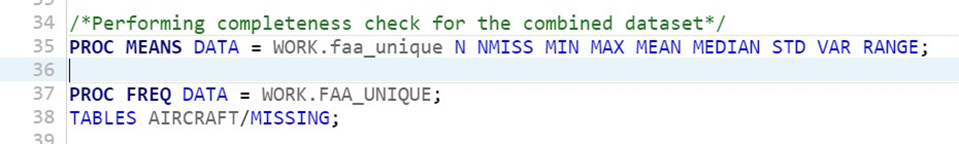 34 /*Performing completeness check for the combined dataset*/
35 PROC MEANS DATA = WORK.faa_unique N NMISS MIN MAX MEAN MEDIAN STD VAR RANGE;
36
37 PROC FREQ DATA = WORK.FAA_UNIQUE;
38 TABLES AIRCRAFT/MISSING;
39